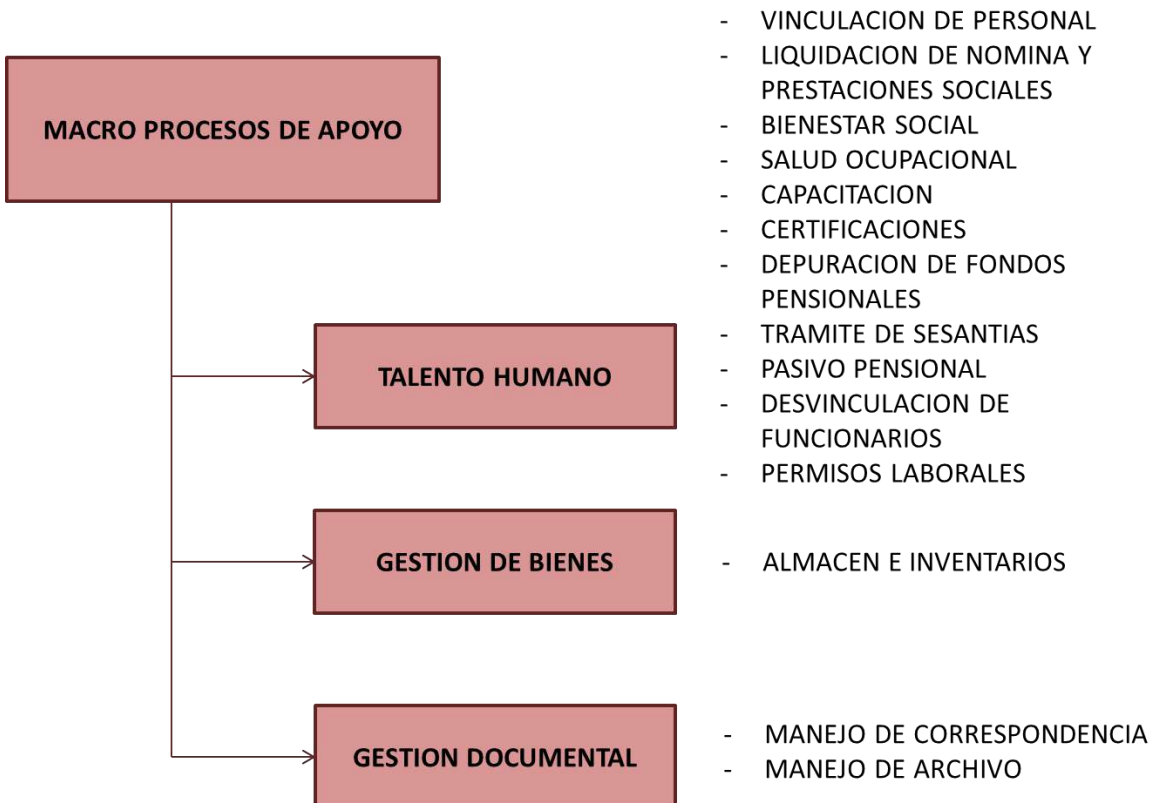 MACRO PROCESOS DE APOYO
- VINCULACION DE PERSONAL
- LIQUIDACION DE NOMINA Y
PRESTACIONES SOCIALES
- BIENESTAR SOCIAL
- SALUD OCUPACIONAL
- CAPACITACION
- CERTIFICACIONES
- DEPURACION DE FONDOS
PENSIONALES
- TRAMITE DE SESANTIAS
- PASIVO PENSIONAL
- DESVINCULACION DE
FUNCIONARIOS
- PERMISOS LABORALES
TALENTO HUMANO
GESTION DE BIENES
- ALMACEN E INVENTARIOS
GESTION DOCUMENTAL
- MANEJO DE CORRESPONDENCIA
- MANEJO DE ARCHIVO